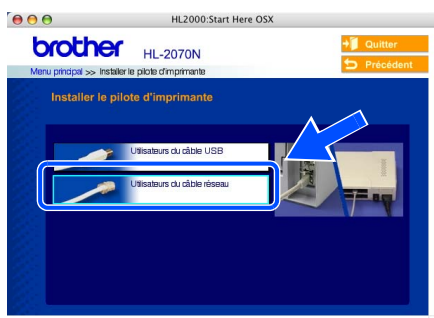 HL2000:Start Here OSX
brother
HL-2070N
Quitter
Précédent
Menu principal >> Installer le pilote d'imprimante
Installer le pilote d'imprimante
Utilisateurs du câble USB
Utilisateurs du câble réseau